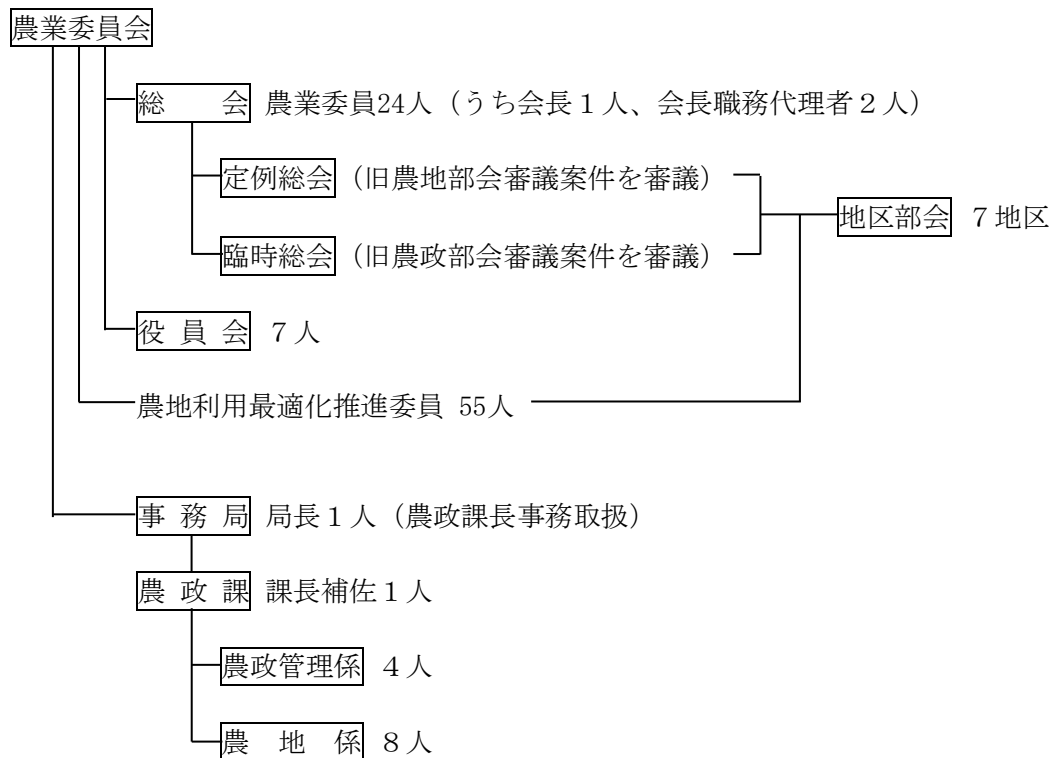 農業委員会
総　　会 農業委員24人（うち会長１人、会長職務代理者２人）
定例総会（旧農地部会審議案件を審議）
地区部会 ７地区
臨時総会（旧農政部会審議案件を審議）
役 員 会 ７人
農地利用最適化推進委員 55人
事 務 局 局長１人（農政課長事務取扱）
農 政 課 課長補佐１人
農政管理係 ４人
農　地　係 ８人